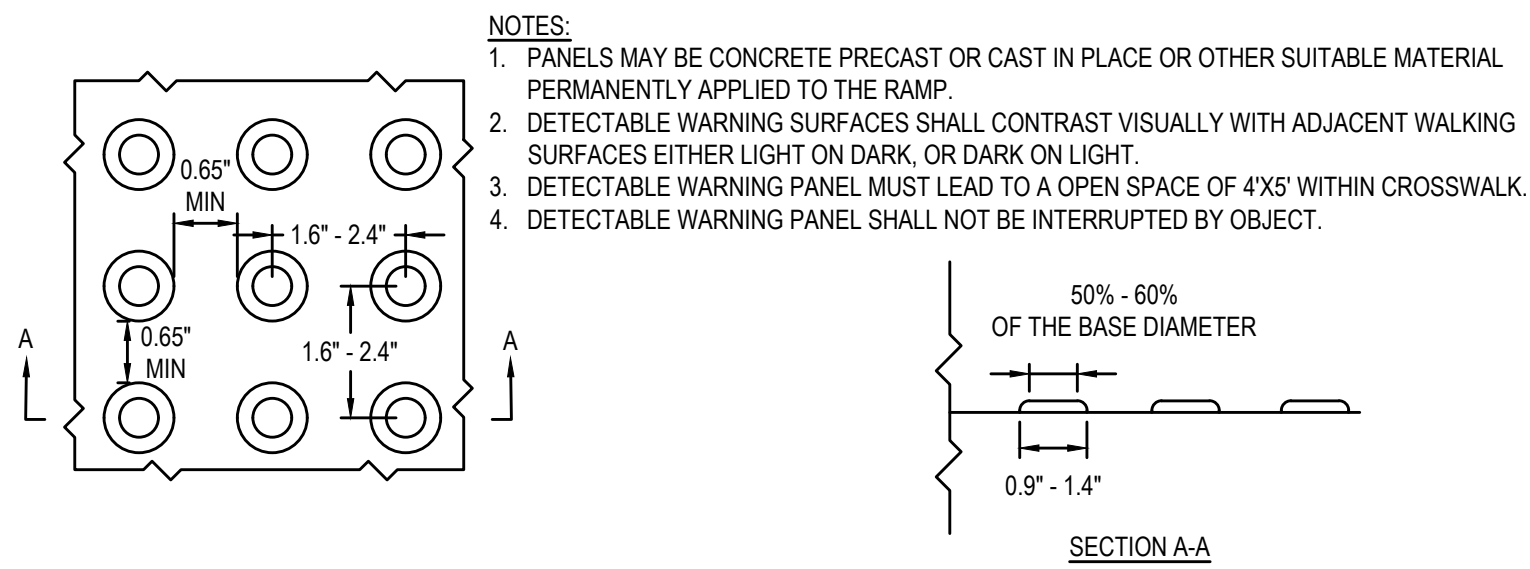 NOTES:
1. PANELS MAY BE CONCRETE PRECAST OR CAST IN PLACE OR OTHER SUITABLE MATERIAL
PERMANENTLY APPLIED TO THE RAMP.
2. DETECTABLE WARNING SURFACES SHALL CONTRAST VISUALLY WITH ADJACENT WALKING
SURFACES EITHER LIGHT ON DARK, OR DARK ON LIGHT.
3. DETECTABLE WARNING PANEL MUST LEAD TO A OPEN SPACE OF 4'X5' WITHIN CROSSWALK.
4. DETECTABLE WARNING PANEL SHALL NOT BE INTERRUPTED BY OBJECT.
0.65"
MIN
1.6" - 2.4"
0.65"
MIN
1.6" - 2.4"
A
A
50% - 60%
OF THE BASE DIAMETER
0.9" - 1.4"
SECTION A-A